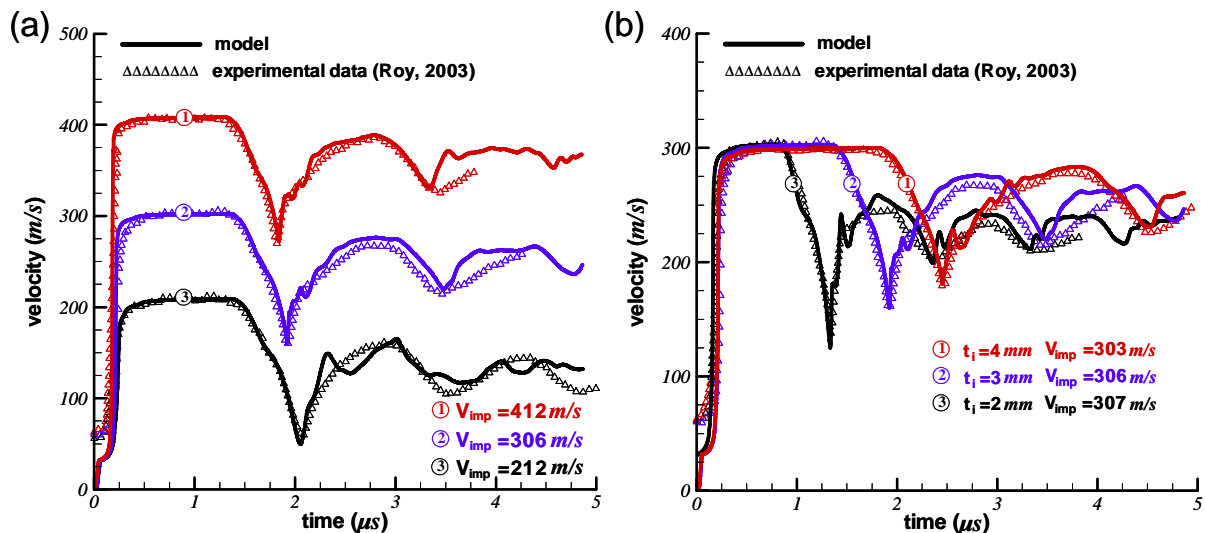 (a)
500
400
300
200
100
0
velocity (m/s)
model
experimental data (Roy, 2003)
1
2
3
① V_imp =412 m/s
② V_imp =306 m/s
③ V_imp =212 m/s
0 1 2 3 4 5
time (μs)
(b)
400
300
200
100
0
velocity (m/s)
model
experimental data (Roy, 2003)
3 2 1
① t_i =4 mm V_imp =303 m/s
② t_i =3 mm V_imp =306 m/s
③ t_i =2 mm V_imp =307 m/s
0 1 2 3 4 5
time (μs)